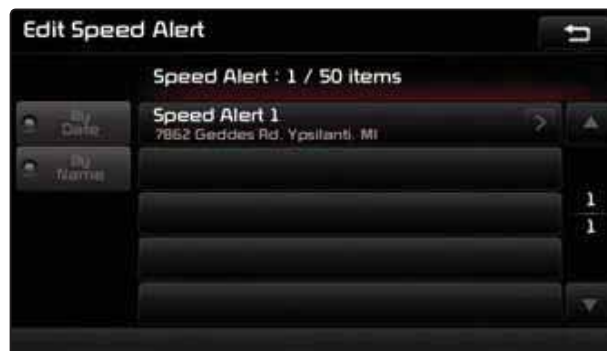 Edit Speed Alert
Speed Alert : 1 / 50 items
By
Date
Speed Alert 1
7862 Geddes Rd, Ypsilanti, MI
By
Name
1
1